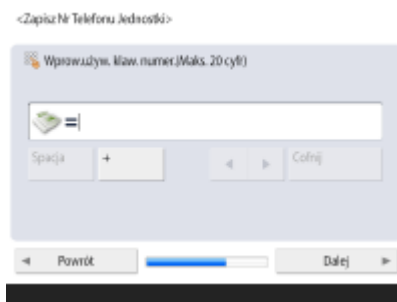 <Zapisz Nr Telefonu Jednostki>
Wprow.używ. klaw. numer.(Maks. 20 cyfr)
=
Spacja + Cofnij
Powrót Dalej